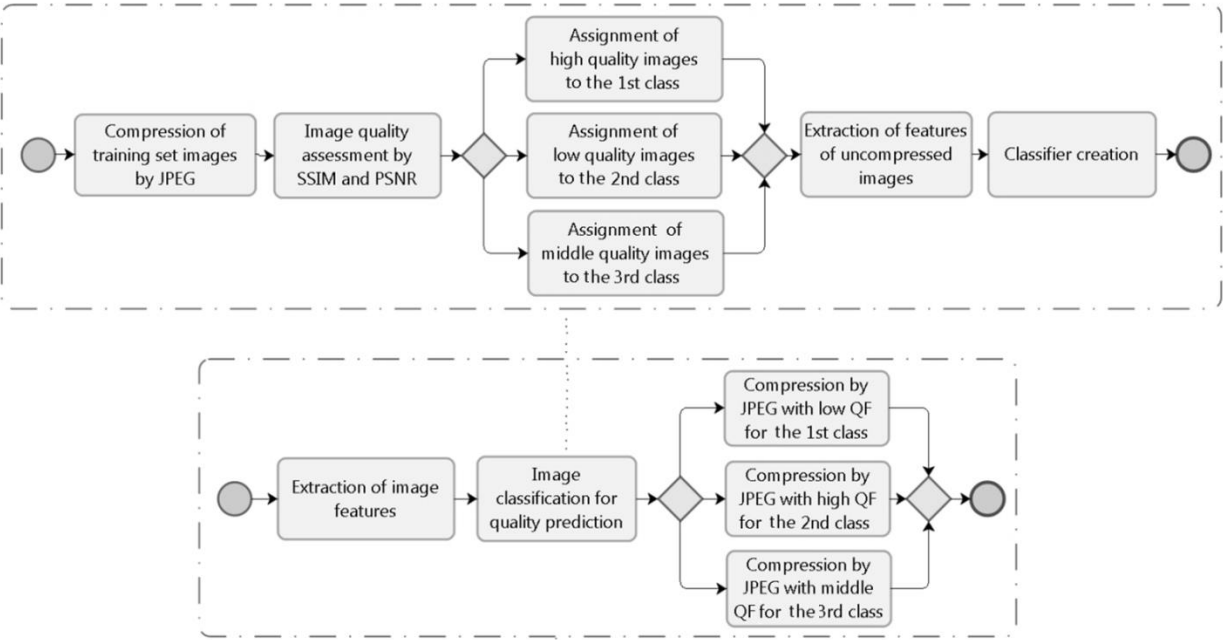 Compression of
training set images
by JPEG
Image quality
assessment by
SSIM and PSNR
Assignment of
high quality images
to the 1st class
Assignment of
low quality images
to the 2nd class
Assignment of
middle quality images
to the 3rd class
Extraction of features
of uncompressed
images
Classifier creation
Extraction of image
features
Image
classification for
quality prediction
Compression by
JPEG with low QF
for the 1st class
Compression by
JPEG with high QF
for the 2nd class
Compression by
JPEG with middle
QF for the 3rd class